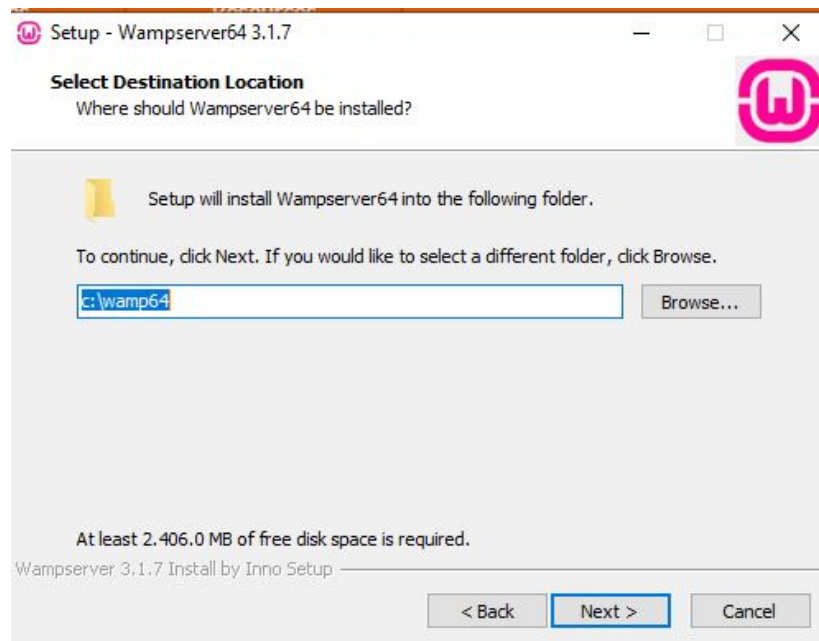 Setup - Wampserver64 3.1.7
Select Destination Location
Where should Wampserver64 be installed?
Setup will install Wampserver64 into the following folder.
To continue, click Next. If you would like to select a different folder, click Browse.
c:\wamp64
Browse...
At least 2.406.0 MB of free disk space is required.
Wampserver 3.1.7 Install by Inno Setup
< Back
Next >
Cancel